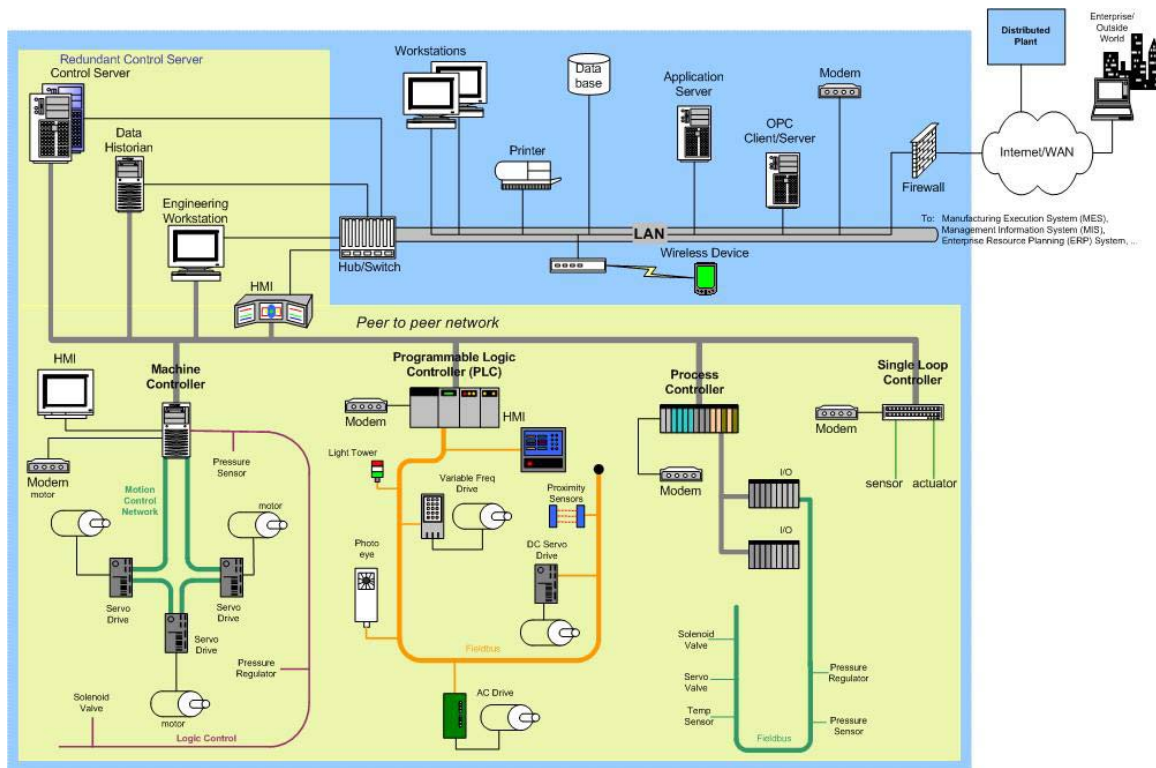 Distributed
Plant
Enterprise/
Outside
World
Redundant Control Server
Control Server
Data
Historian
Engineering
Workstation
HMI
Workstations
Printer
Data
base
Application
Server
OPC
Client/Server
Modem
Firewall
Internet/WAN
Hub/Switch
LAN
Wireless Device
To: Manufacturing Execution System (MES),
Management Information System (MIS),
Enterprise Resource Planning (ERP) System, ...
Peer to peer network
HMI
Machine
Controller
Modem
motor
Pressure
Sensor
Motion
Control
Network
motor
Servo
Drive
Servo
Drive
Servo
Drive
motor
Pressure
Regulator
Solenoid
Valve
Logic Control
Programmable Logic
Controller (PLC)
Modem
HMI
Light Tower
Variable Freq
Drive
Proximity
Sensors
Photo
eye
DC Servo
Drive
Fieldbus
AC Drive
Process
Controller
Modem
I/O
I/O
Solenoid
Valve
Servo
Valve
Temp
Sensor
Pressure
Regulator
Pressure
Sensor
Fieldbus
Single Loop
Controller
Modem
sensor
actuator